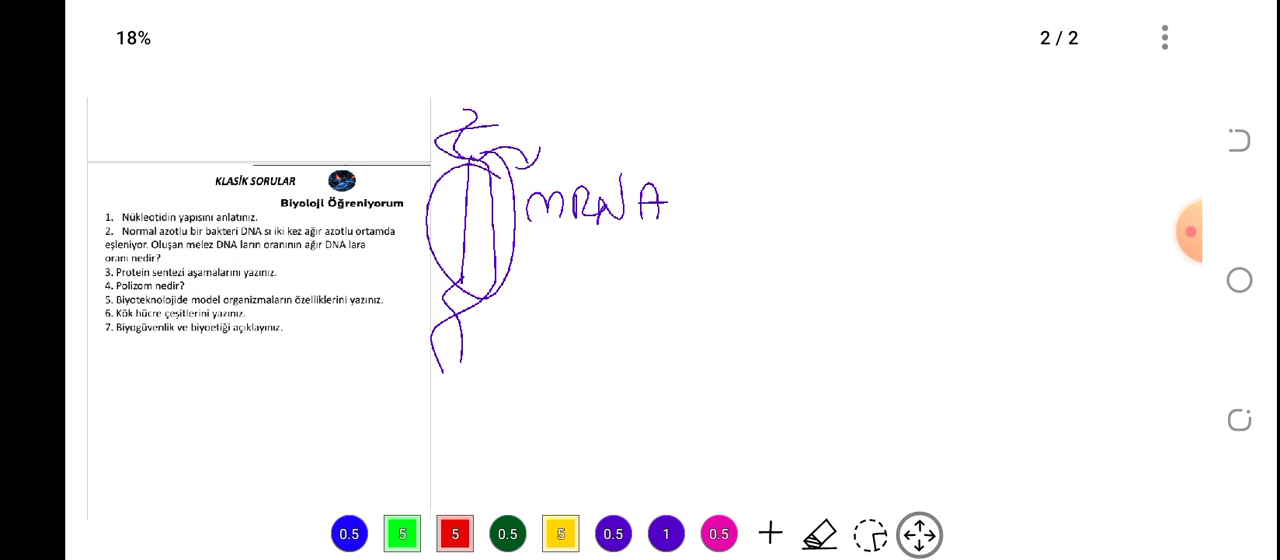 18%
2 / 2
KLASİK SORULAR
Biyoloji Öğreniyorum
1. Nükleotidin yapısını anlatınız.
2. Normal azotlu bir bakteri DNA sı iki kez ağır azotlu ortamda
eşleniyor. Oluşan melez DNA ların oranının ağır DNA lara
oranı nedir?
3. Protein sentezi aşamalarını yazınız.
4. Polizom nedir?
5. Biyoteknolojide model organizmaların özelliklerini yazınız.
6. Kök hücre çeşitlerini yazınız.
7. Biyogüvenlik ve biyoetiği açıklayınız.
MRNA
0.5 5 5 0.5 5 0.5 1 0.5